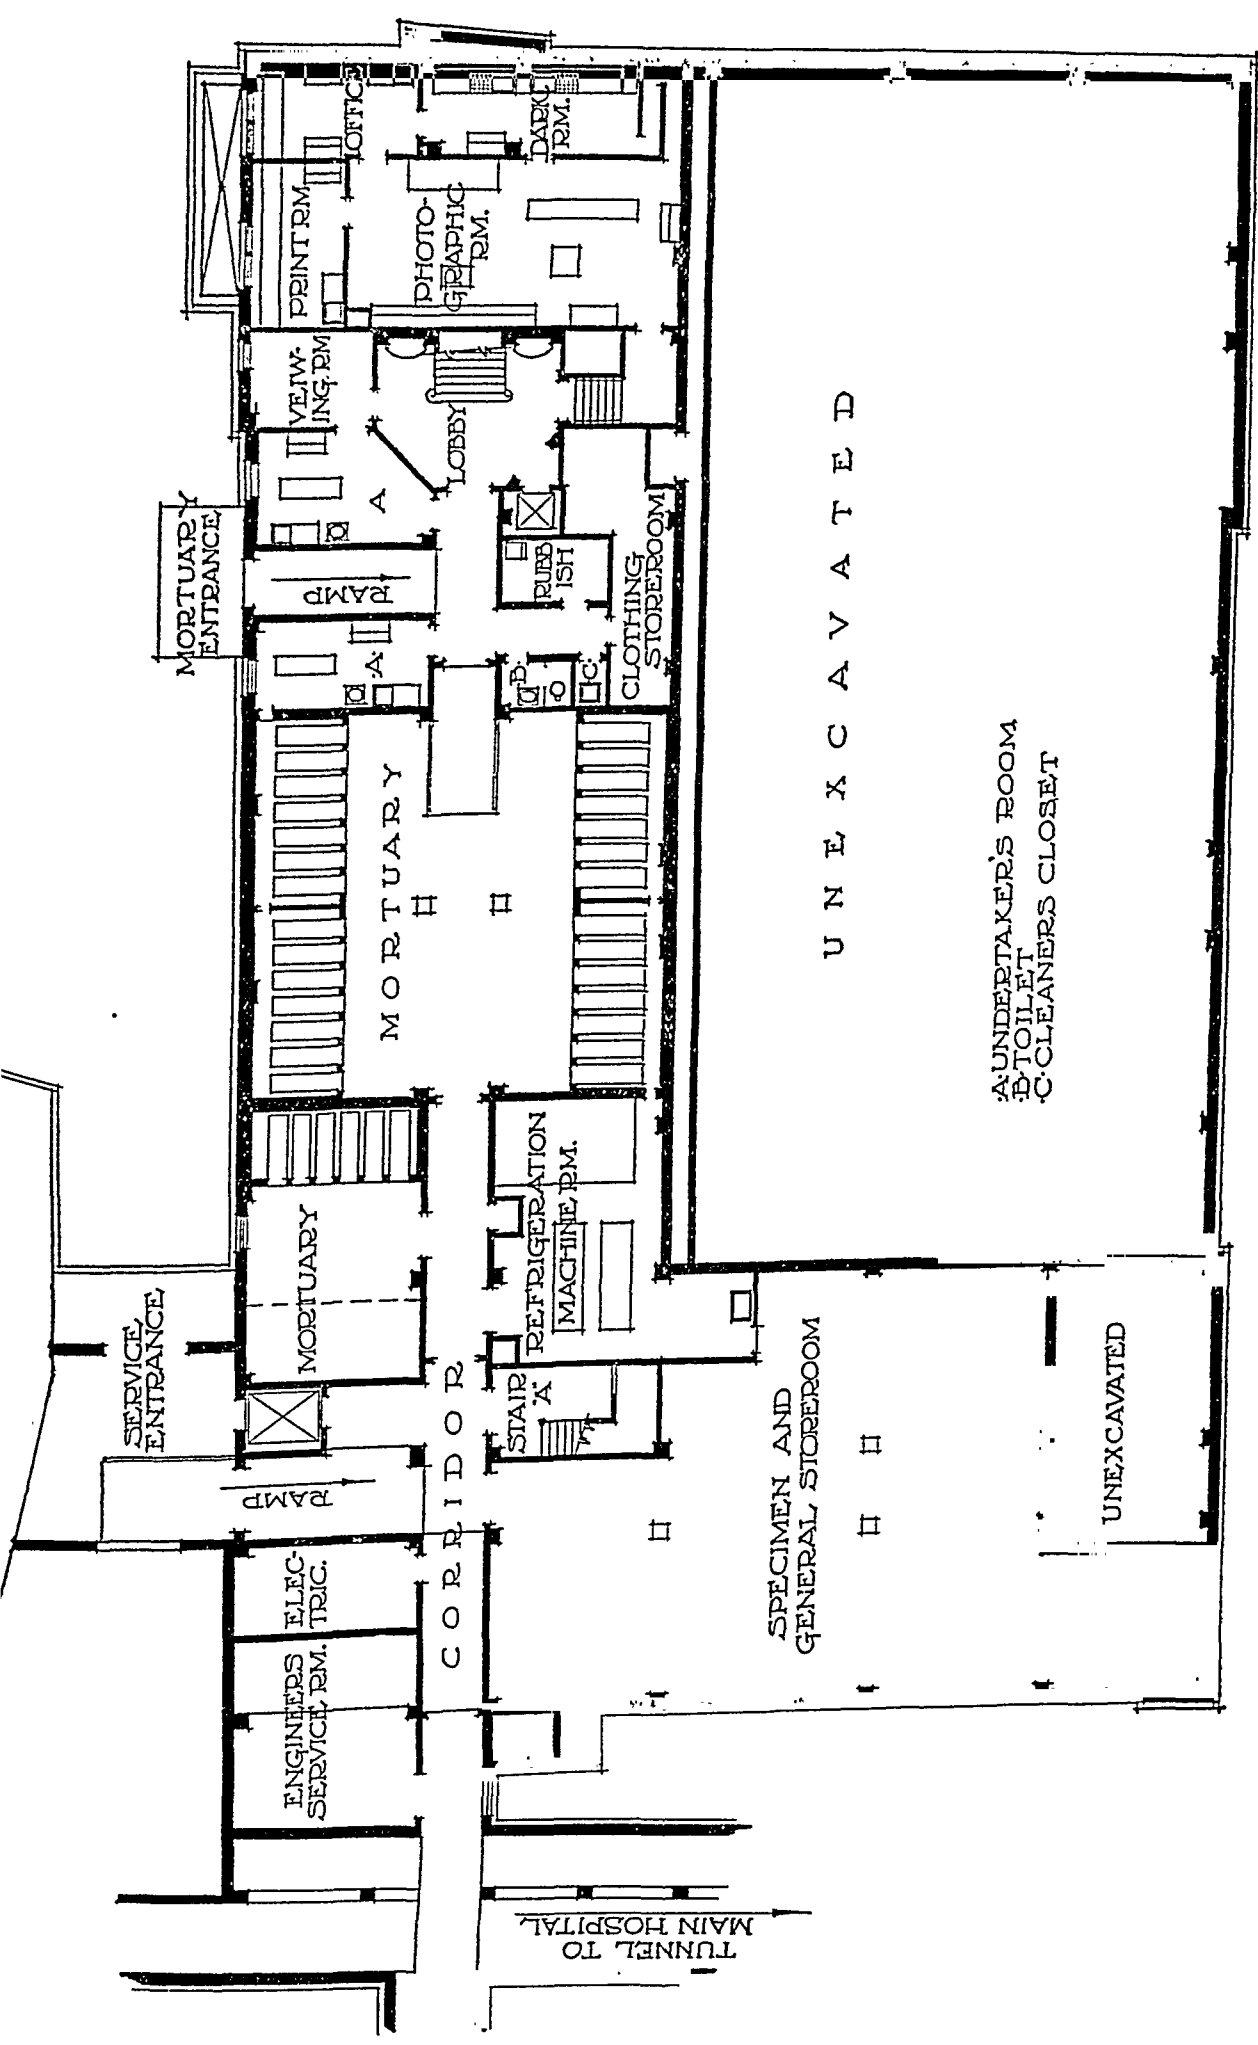 OFFICE
DARK
RM.
PRINT RM
PHOTO-
GRAPHIC
RM.
VEIW-
ING. RM
LOBBY
A
MORTUARY
ENTRANCE
RAMP
RUBB
ISH
CLOTHING
STOREROOM
·A·
·B·
·C·
MORTUARY
UNEXCAVATED
·A·UNDERTAKER'S ROOM
·B·TOILET
·C·CLEANERS CLOSET
MORTUARY
REFRIGERATION
MACHINE RM.
SERVICE
ENTRANCE
STAIR
"A"
RAMP
CORRIDOR
SPECIMEN AND
GENERAL STOREROOM
UNEXCAVATED
ELEC-
TRIC.
ENGINEERS
SERVICE RM.
TUNNEL TO
MAIN HOSPITAL